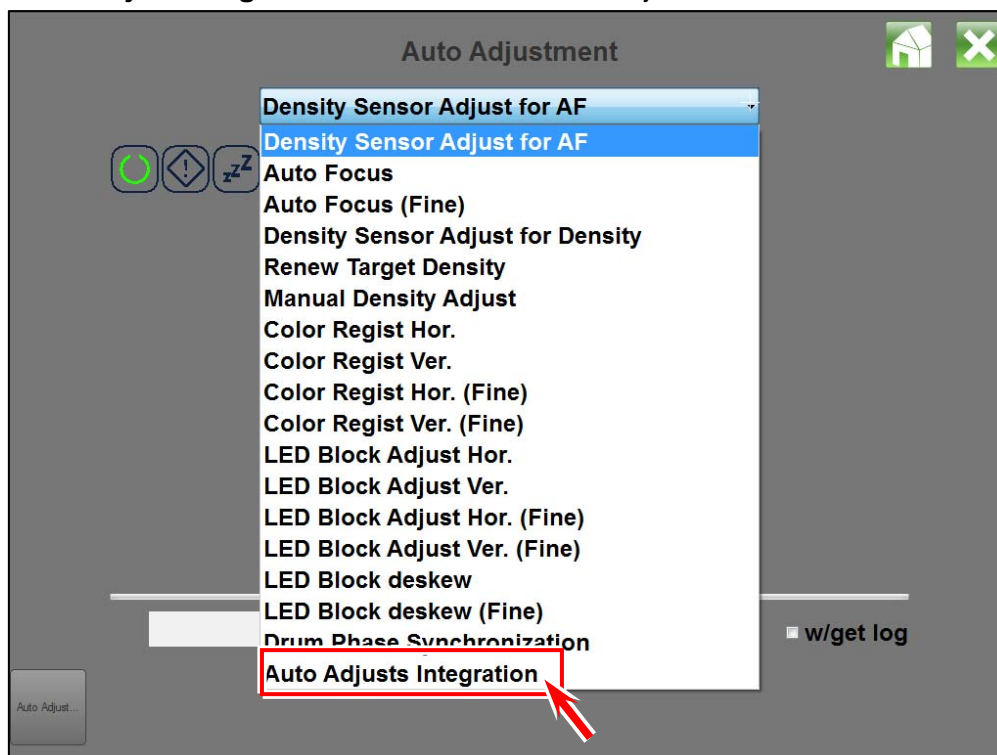 Auto Adjustment
Density Sensor Adjust for AF
Density Sensor Adjust for AF
zzZ
Auto Focus
Auto Focus (Fine)
Density Sensor Adjust for Density
Renew Target Density
Manual Density Adjust
Color Regist Hor.
Color Regist Ver.
Color Regist Hor. (Fine)
Color Regist Ver. (Fine)
LED Block Adjust Hor.
LED Block Adjust Ver.
LED Block Adjust Hor. (Fine)
LED Block Adjust Ver. (Fine)
LED Block deskew
LED Block deskew (Fine)
w/get log
Drum Phase Synchronization
Auto Adjusts Integration
Auto Adjust...